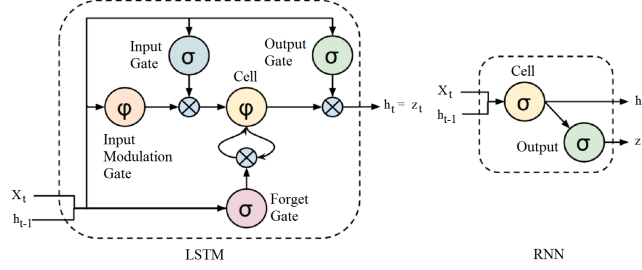 Input
Gate
σ
Output
Gate
σ
Cell
φ
φ
h_t = z_t
Input
Modulation
Gate
X_t
h_t-1
σ
Forget
Gate
LSTM
Cell
X_t
h_t-1
σ
h
Output
σ
z
RNN